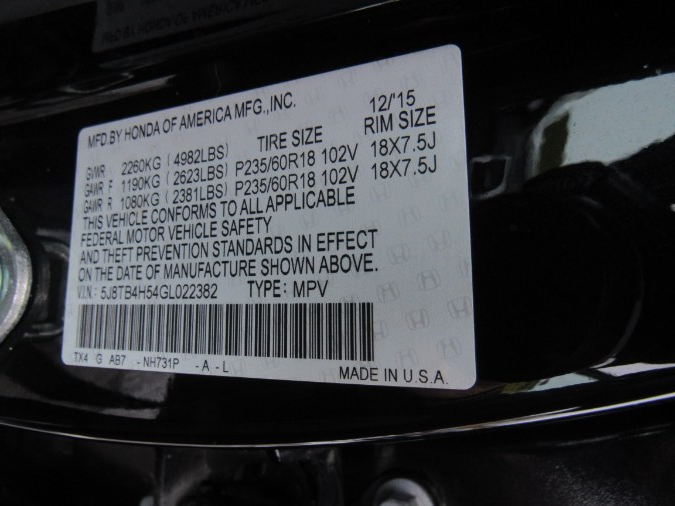 MFD.BY HONDA OF AMERICA MFG.,INC. 12/'15
TIRE SIZE RIM SIZE
GVWR 2260KG (4982LBS)
GAWR F 1190KG (2623LBS) P235/60R18 102V 18X7.5J
GAWR R 1080KG (2381LBS) P235/60R18 102V 18X7.5J
THIS VEHICLE CONFORMS TO ALL APPLICABLE
FEDERAL MOTOR VEHICLE SAFETY
AND THEFT PREVENTION STANDARDS IN EFFECT
ON THE DATE OF MANUFACTURE SHOWN ABOVE.
V.I.N.: 5J8TB4H54GL022382 TYPE: MPV
TX4 G AB7 - NH731P - A - L
MADE IN U.S.A.